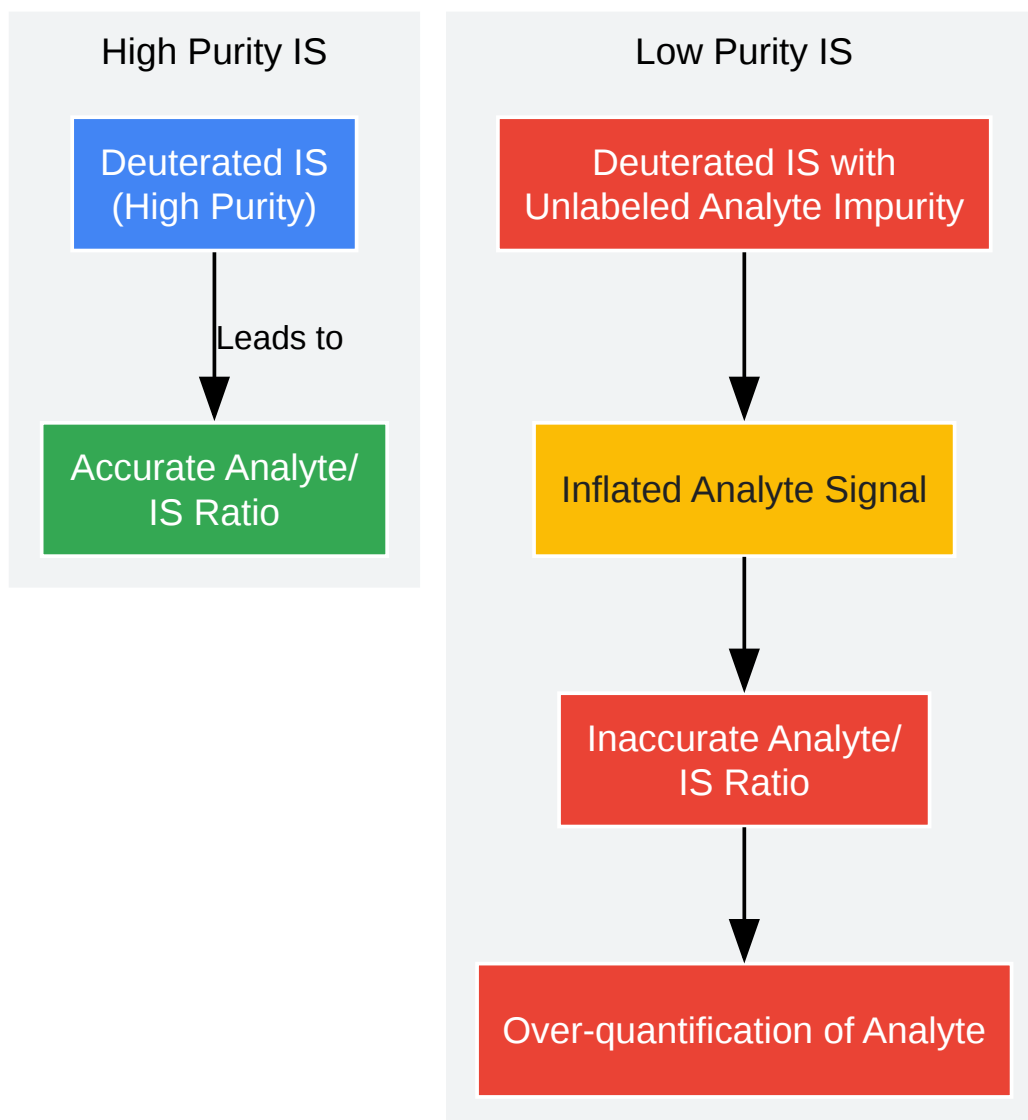 High Purity IS
Deuterated IS
(High Purity)
Leads to
Accurate Analyte/
IS Ratio
Low Purity IS
Deuterated IS with
Unlabeled Analyte Impurity
Inflated Analyte Signal
Inaccurate Analyte/
IS Ratio
Over-quantification of Analyte